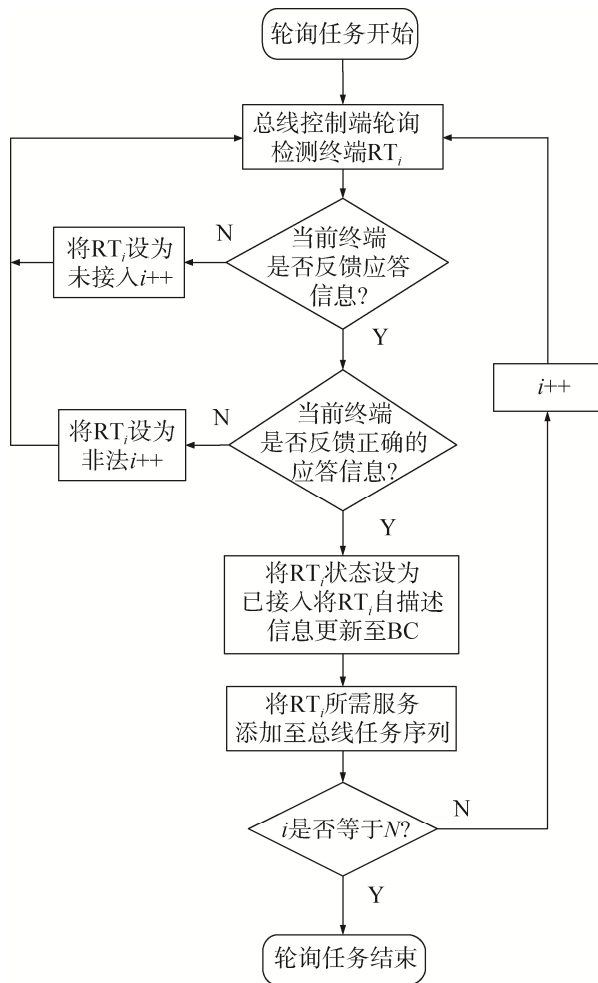 轮询任务开始
总线控制端轮询
检测终端RTi
N
当前终端
是否反馈应答
信息?
将RTi设为
未接入i++
Y
i++
N
当前终端
是否反馈正确的
应答信息?
将RTi设为
非法i++
Y
将RTi状态设为
已接入将RTi自描述
信息更新至BC
将RTi所需服务
添加至总线任务序列
i是否等于N?
N
Y
轮询任务结束